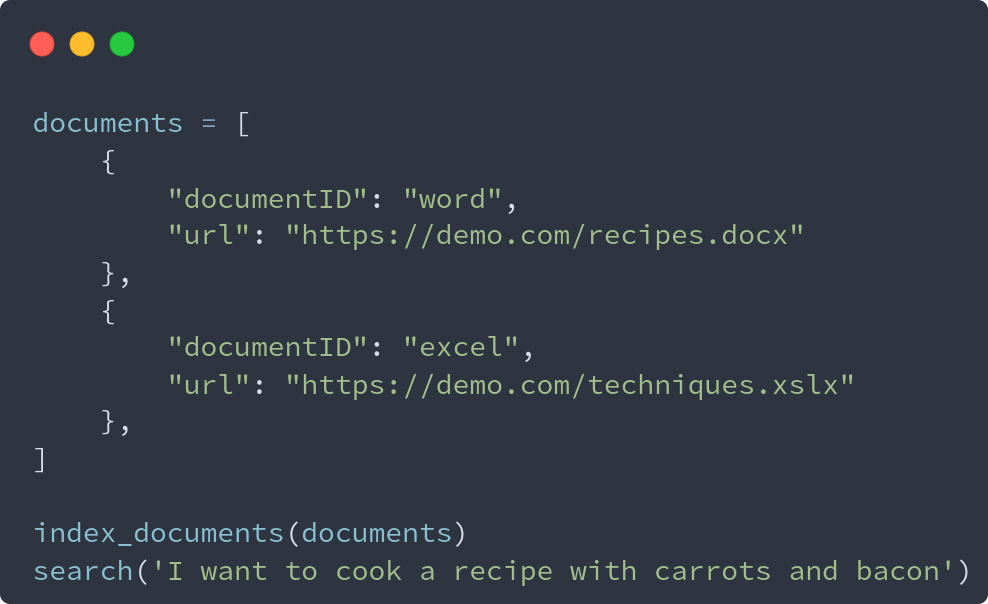 documents = [
    {
        "documentID": "word",
        "url": "https://demo.com/recipes.docx"
    },
    {
        "documentID": "excel",
        "url": "https://demo.com/techniques.xslx"
    },
]

index_documents(documents)
search('I want to cook a recipe with carrots and bacon')